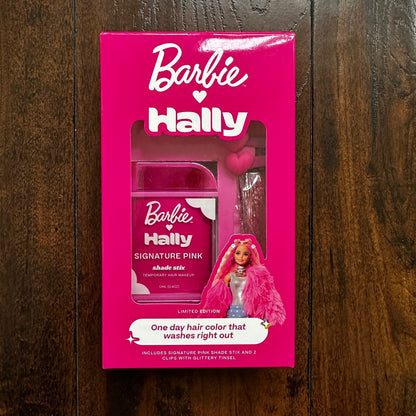 Barbie
Hally
Barbie
Hally
SIGNATURE PINK
shade stix
TEMPORARY HAIR MAKEUP
LIMITED EDITION
One day hair color that
washes right out
INCLUDES SIGNATURE PINK SHADE STIX AND 2
CLIPS WITH GLITTERY TINSEL